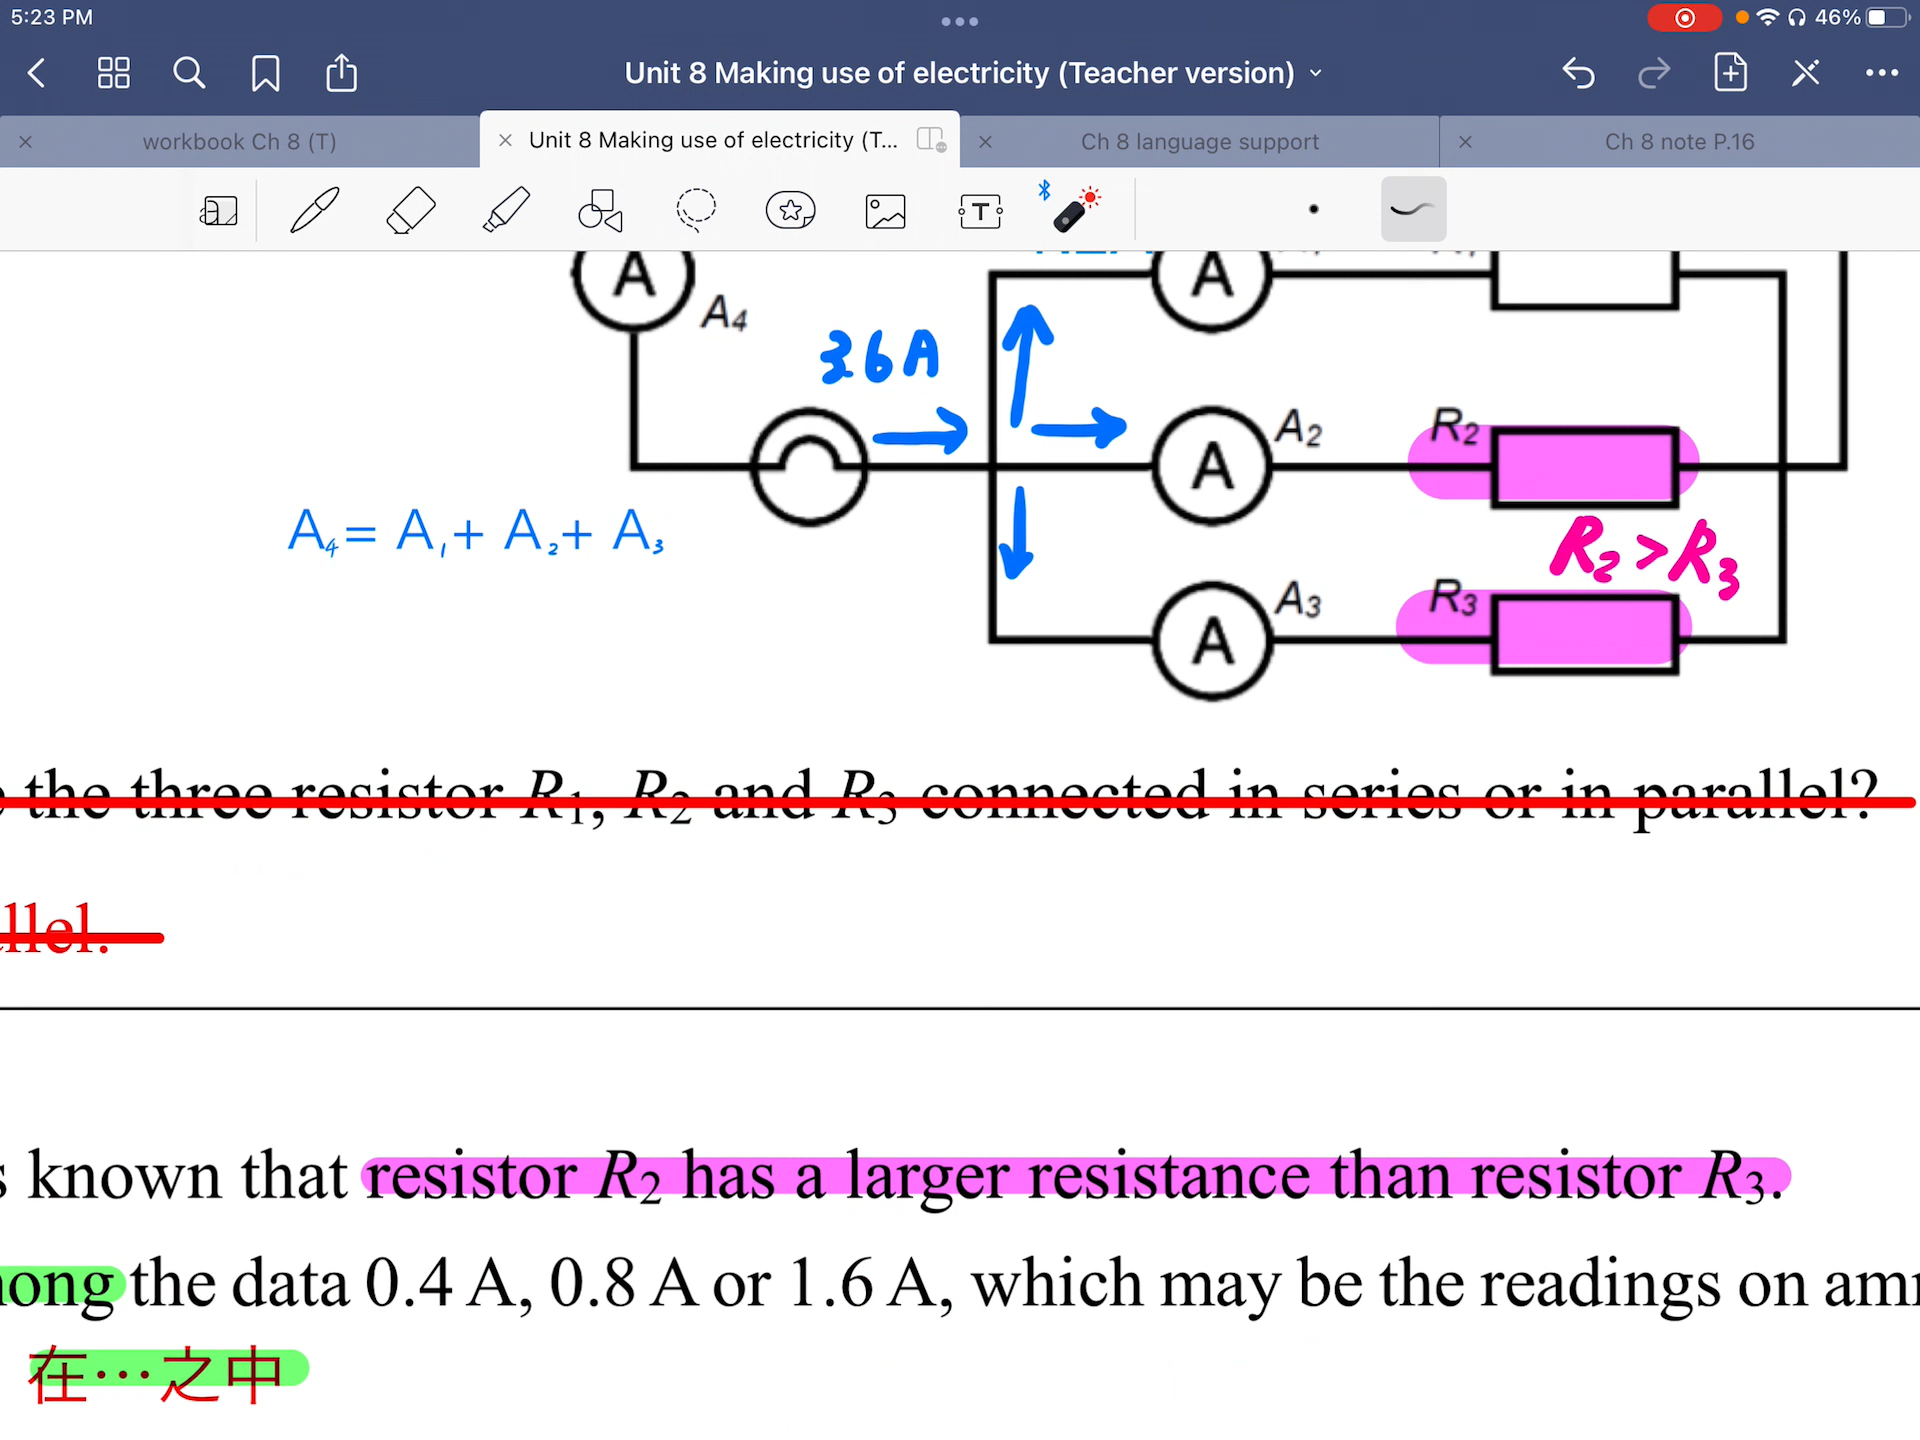 5:23 PM
46%
Unit 8 Making use of electricity (Teacher version)
workbook Ch 8 (T)
Unit 8 Making use of electricity (T...
Ch 8 language support
Ch 8 note P.16
T
A
A4
A
36A
A2
R2
A
A4 = A1 + A2 + A3
R2 > R3
A3
R3
A
the three resistor R1, R2 and R3 connected in series or in parallel?
llel.
known that resistor R2 has a larger resistance than resistor R3.
ong the data 0.4 A, 0.8 A or 1.6 A, which may be the readings on am
在…之中